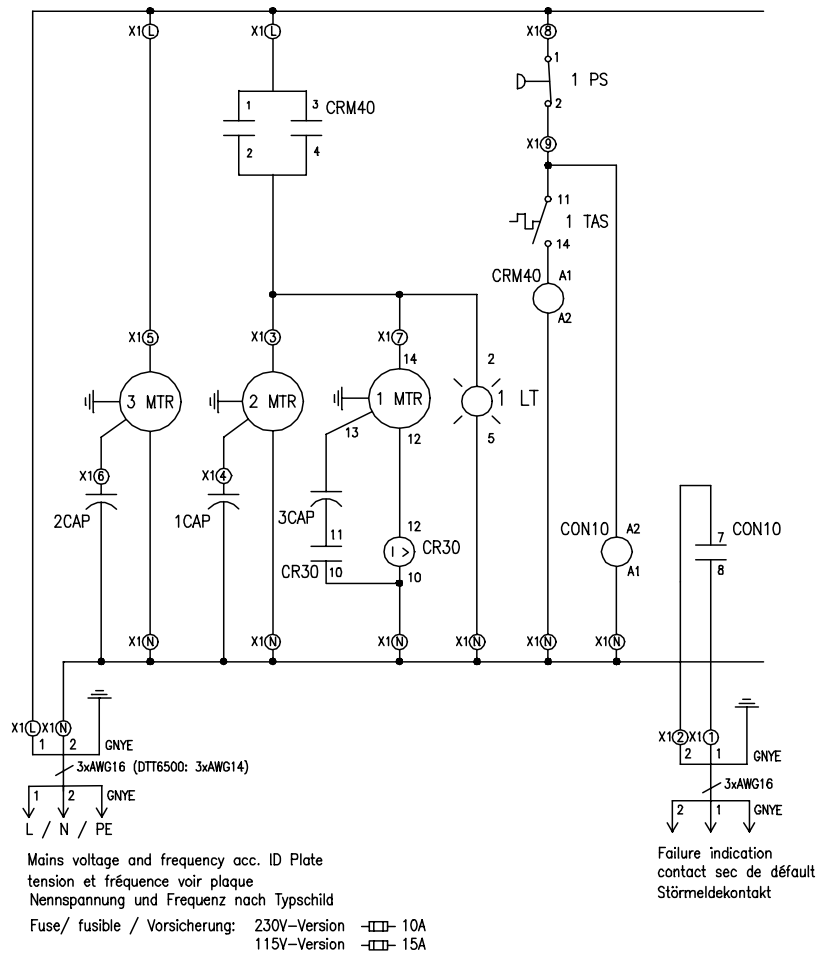 X1 L
X1 L
X1 8
1
1 PS
2
1
3
CRM40
2
4
X1 9
11
1 TAS
14
CRM40
A1
A2
X1 5
X1 3
X1 7
14
2
3 MTR
2 MTR
1 MTR
1 LT
13
12
5
X1 6
X1 4
2CAP
1CAP
3CAP
11
12
CR30
CR30
10
10
CON10
A2
A1
7
CON10
8
X1 N
X1 N
X1 N
X1 N
X1 N
X1 N
X1 L X1 N
1 2 GNYE
3xAWG16 (DTT6500: 3xAWG14)
1 2 GNYE
L / N / PE
X1 2 X1 1
2 1 GNYE
3xAWG16
2 1 GNYE
Mains voltage and frequency acc. ID Plate
tension et fréquence voir plaque
Nennspannung und Frequenz nach Typschild
Fuse/ fusible / Vorsicherung: 230V-Version 10A
115V-Version 15A
Failure indication
contact sec de défault
Störmeldekontakt